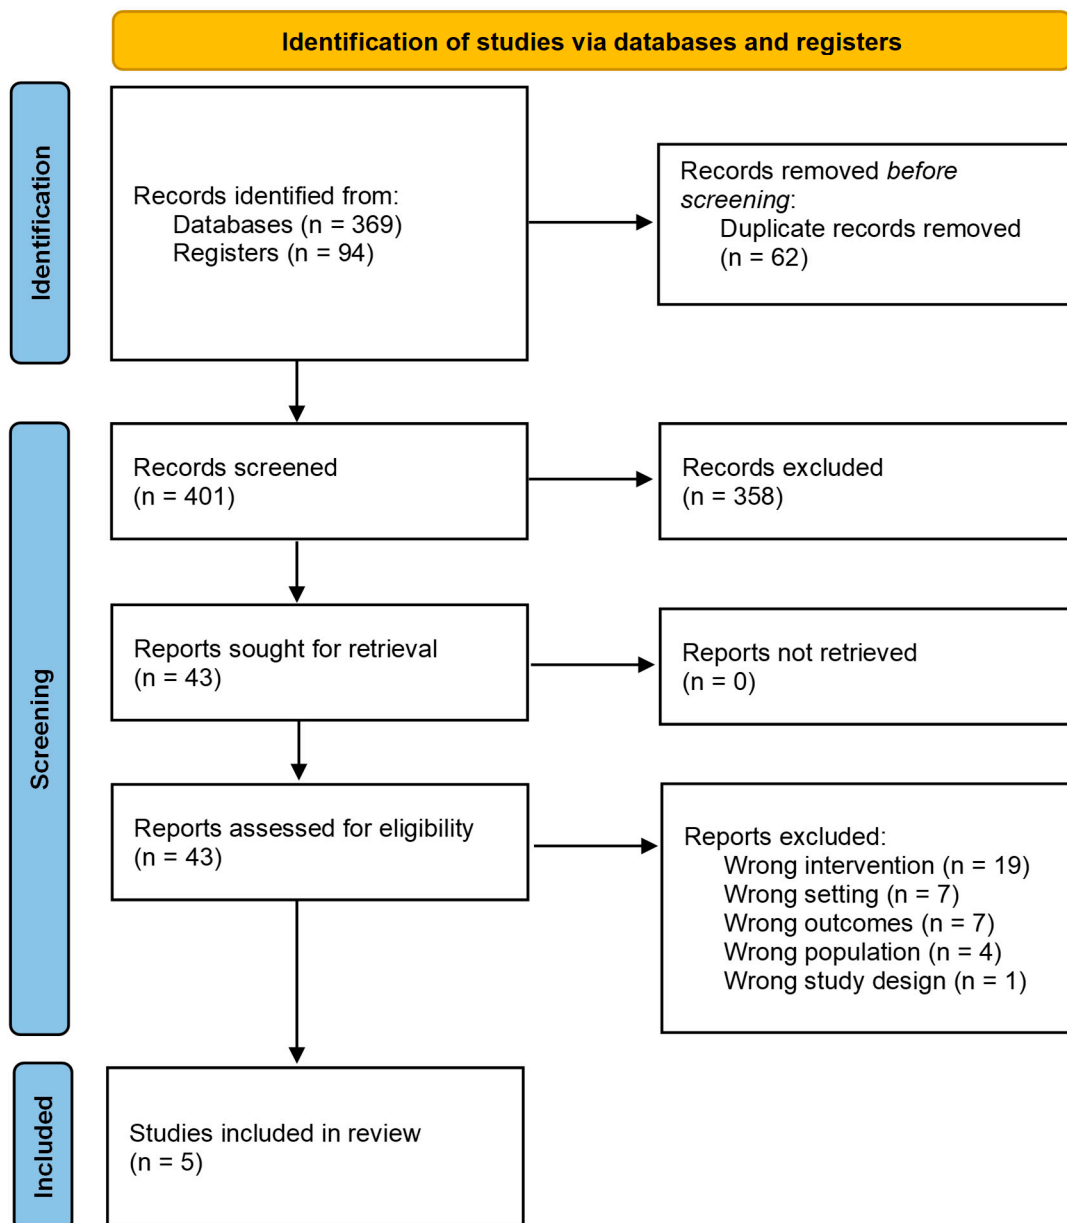 Identification of studies via databases and registers
Identification
Records identified from:
Databases (n = 369)
Registers (n = 94)
Records removed before
screening:
Duplicate records removed
(n = 62)
Screening
Records screened
(n = 401)
Records excluded
(n = 358)
Reports sought for retrieval
(n = 43)
Reports not retrieved
(n = 0)
Reports assessed for eligibility
(n = 43)
Reports excluded:
Wrong intervention (n = 19)
Wrong setting (n = 7)
Wrong outcomes (n = 7)
Wrong population (n = 4)
Wrong study design (n = 1)
Included
Studies included in review
(n = 5)